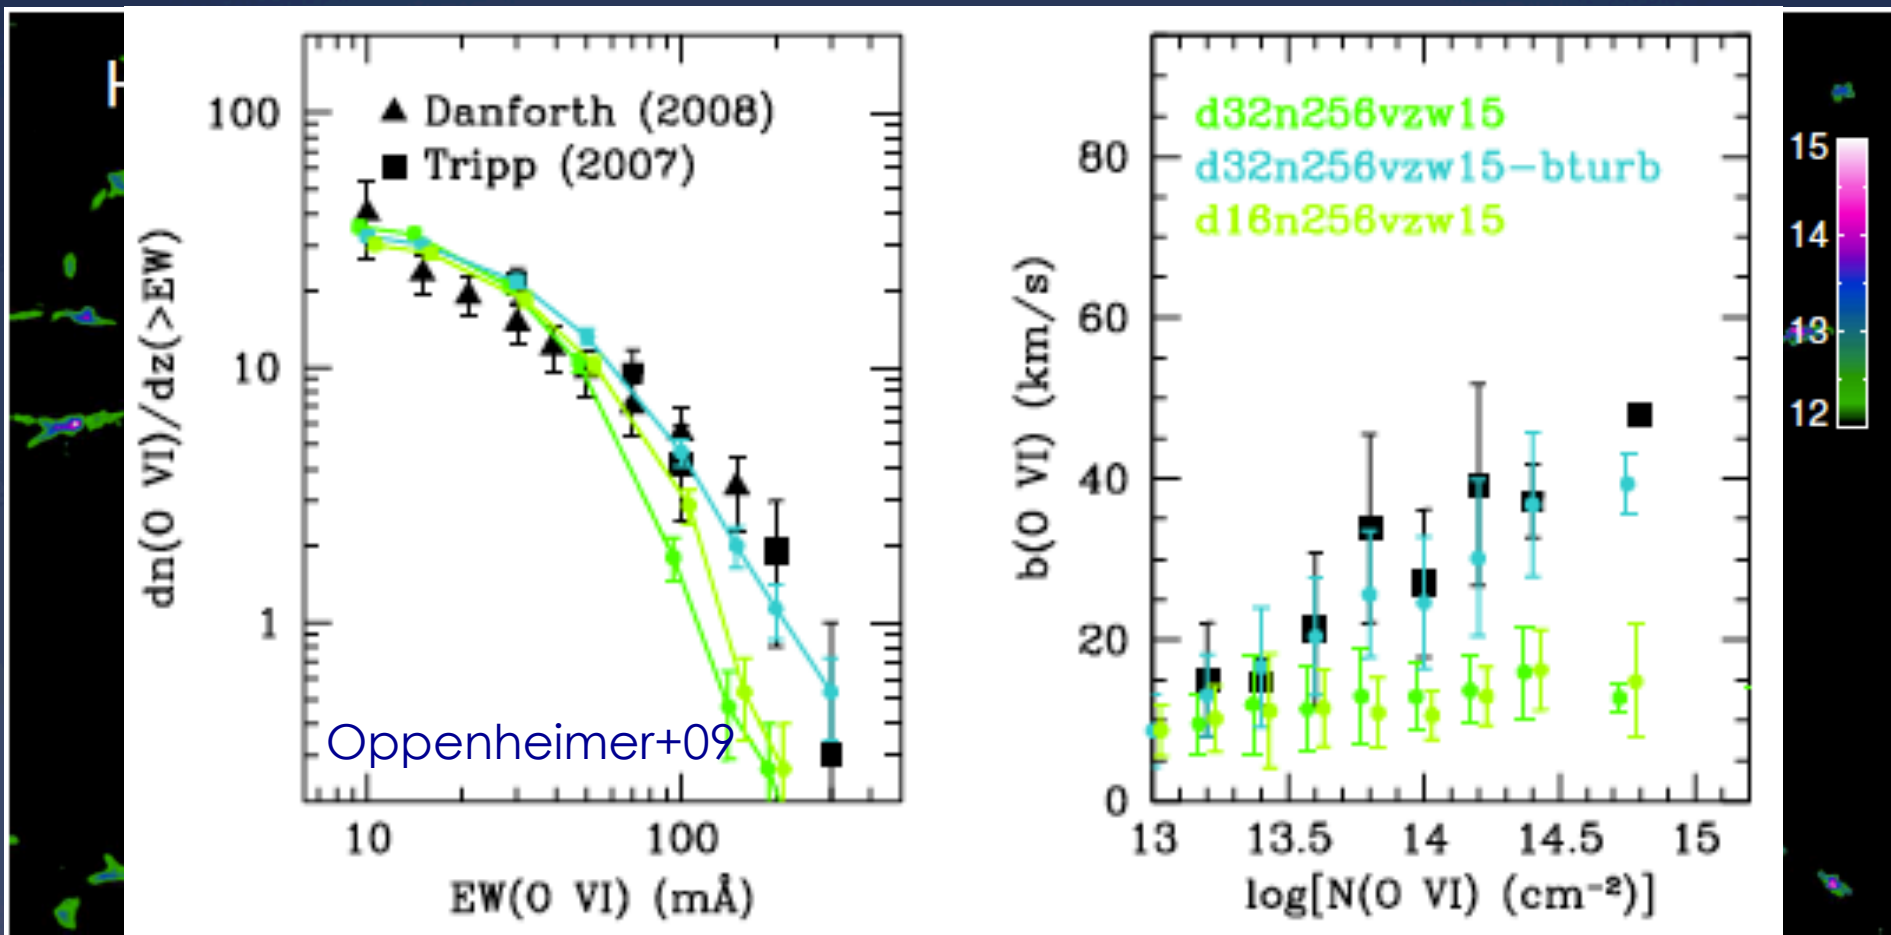 H
▲ Danforth (2008)
■ Tripp (2007)
dn(O VI)/dz(>EW)
100
10
1
Oppenheimer+09
10
100
EW(O VI) (mÅ)
d32n256vzw15
d32n256vzw15-bturb
d16n256vzw15
b(O VI) (km/s)
80
60
40
20
0
13
13.5
14
14.5
15
log[N(O VI) (cm⁻²)]
15
14
13
12